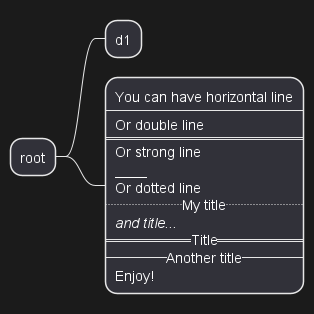 d1
root
You can have horizontal line
Or double line
Or strong line
____
Or dotted line
My title
and title...
Title
Another title
Enjoy!